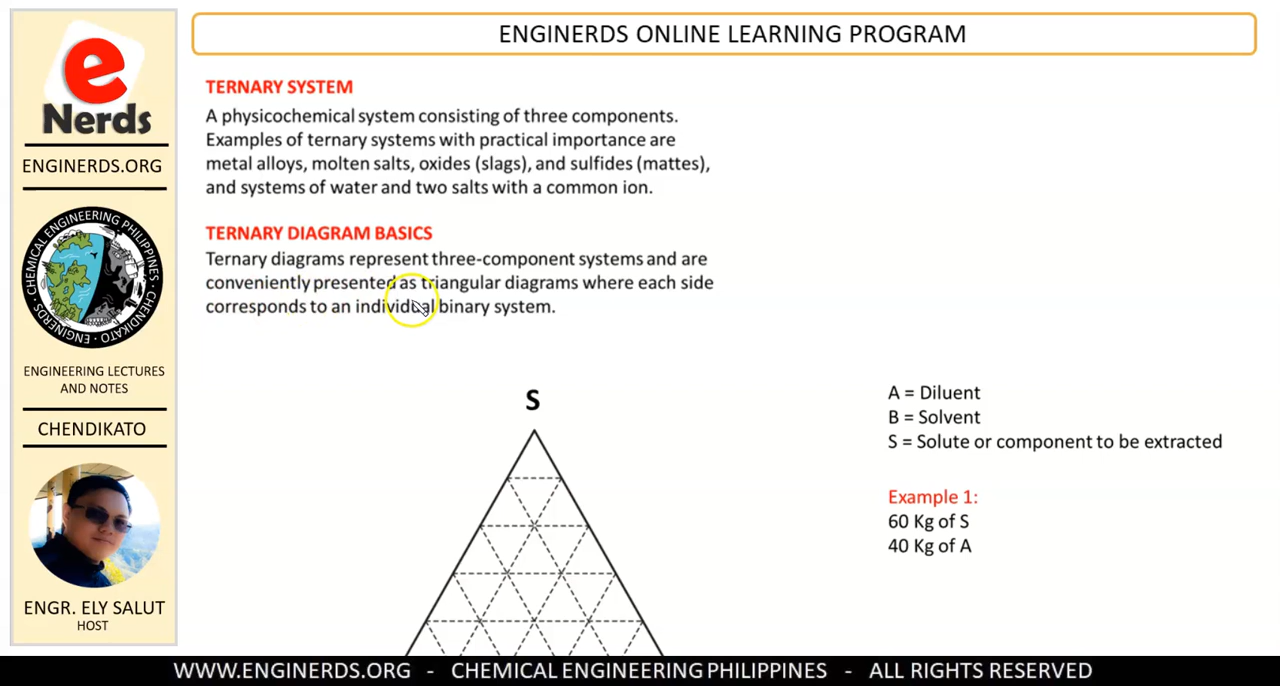 e
Nerds
ENGINERDS.ORG
CHEMICAL ENGINEERING PHILIPPINES
CHENDIKATO · ENGINERDS ·
ENGINEERING LECTURES
AND NOTES
CHENDIKATO
ENGR. ELY SALUT
HOST
ENGINERDS ONLINE LEARNING PROGRAM
TERNARY SYSTEM
A physicochemical system consisting of three components.
Examples of ternary systems with practical importance are
metal alloys, molten salts, oxides (slags), and sulfides (mattes),
and systems of water and two salts with a common ion.
TERNARY DIAGRAM BASICS
Ternary diagrams represent three-component systems and are
conveniently presented as triangular diagrams where each side
corresponds to an individual binary system.
S
A = Diluent
B = Solvent
S = Solute or component to be extracted
Example 1:
60 Kg of S
40 Kg of A
WWW.ENGINERDS.ORG - CHEMICAL ENGINEERING PHILIPPINES - ALL RIGHTS RESERVED